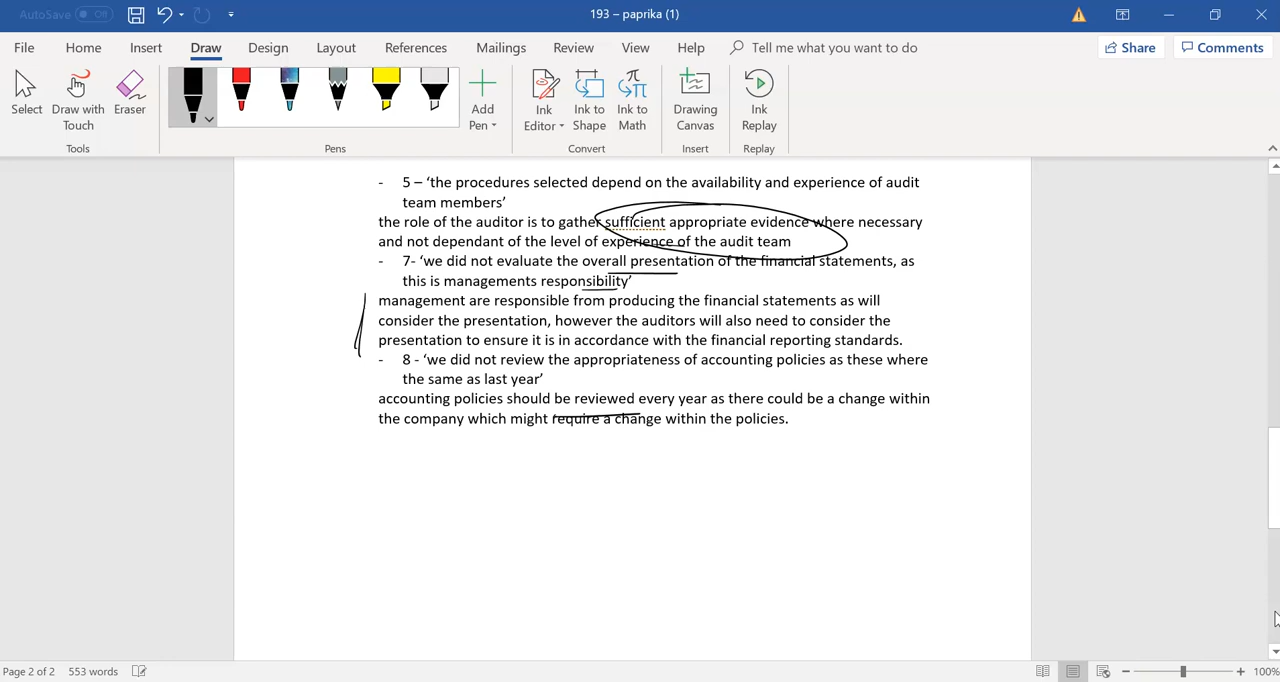 AutoSave Off 193 – paprika (1)
File Home Insert Draw Design Layout References Mailings Review View Help Tell me what you want to do Share Comments
Select Draw with Touch Eraser Add Pen Ink Editor Ink to Shape Ink to Math Drawing Canvas Ink Replay
Tools Pens Convert Insert Replay
- 5 – ‘the procedures selected depend on the availability and experience of audit
team members’
the role of the auditor is to gather sufficient appropriate evidence where necessary
and not dependant of the level of experience of the audit team
- 7- ‘we did not evaluate the overall presentation of the financial statements, as
this is managements responsibility’
management are responsible from producing the financial statements as will
consider the presentation, however the auditors will also need to consider the
presentation to ensure it is in accordance with the financial reporting standards.
- 8 - ‘we did not review the appropriateness of accounting policies as these where
the same as last year’
accounting policies should be reviewed every year as there could be a change within
the company which might require a change within the policies.
Page 2 of 2 553 words 100%